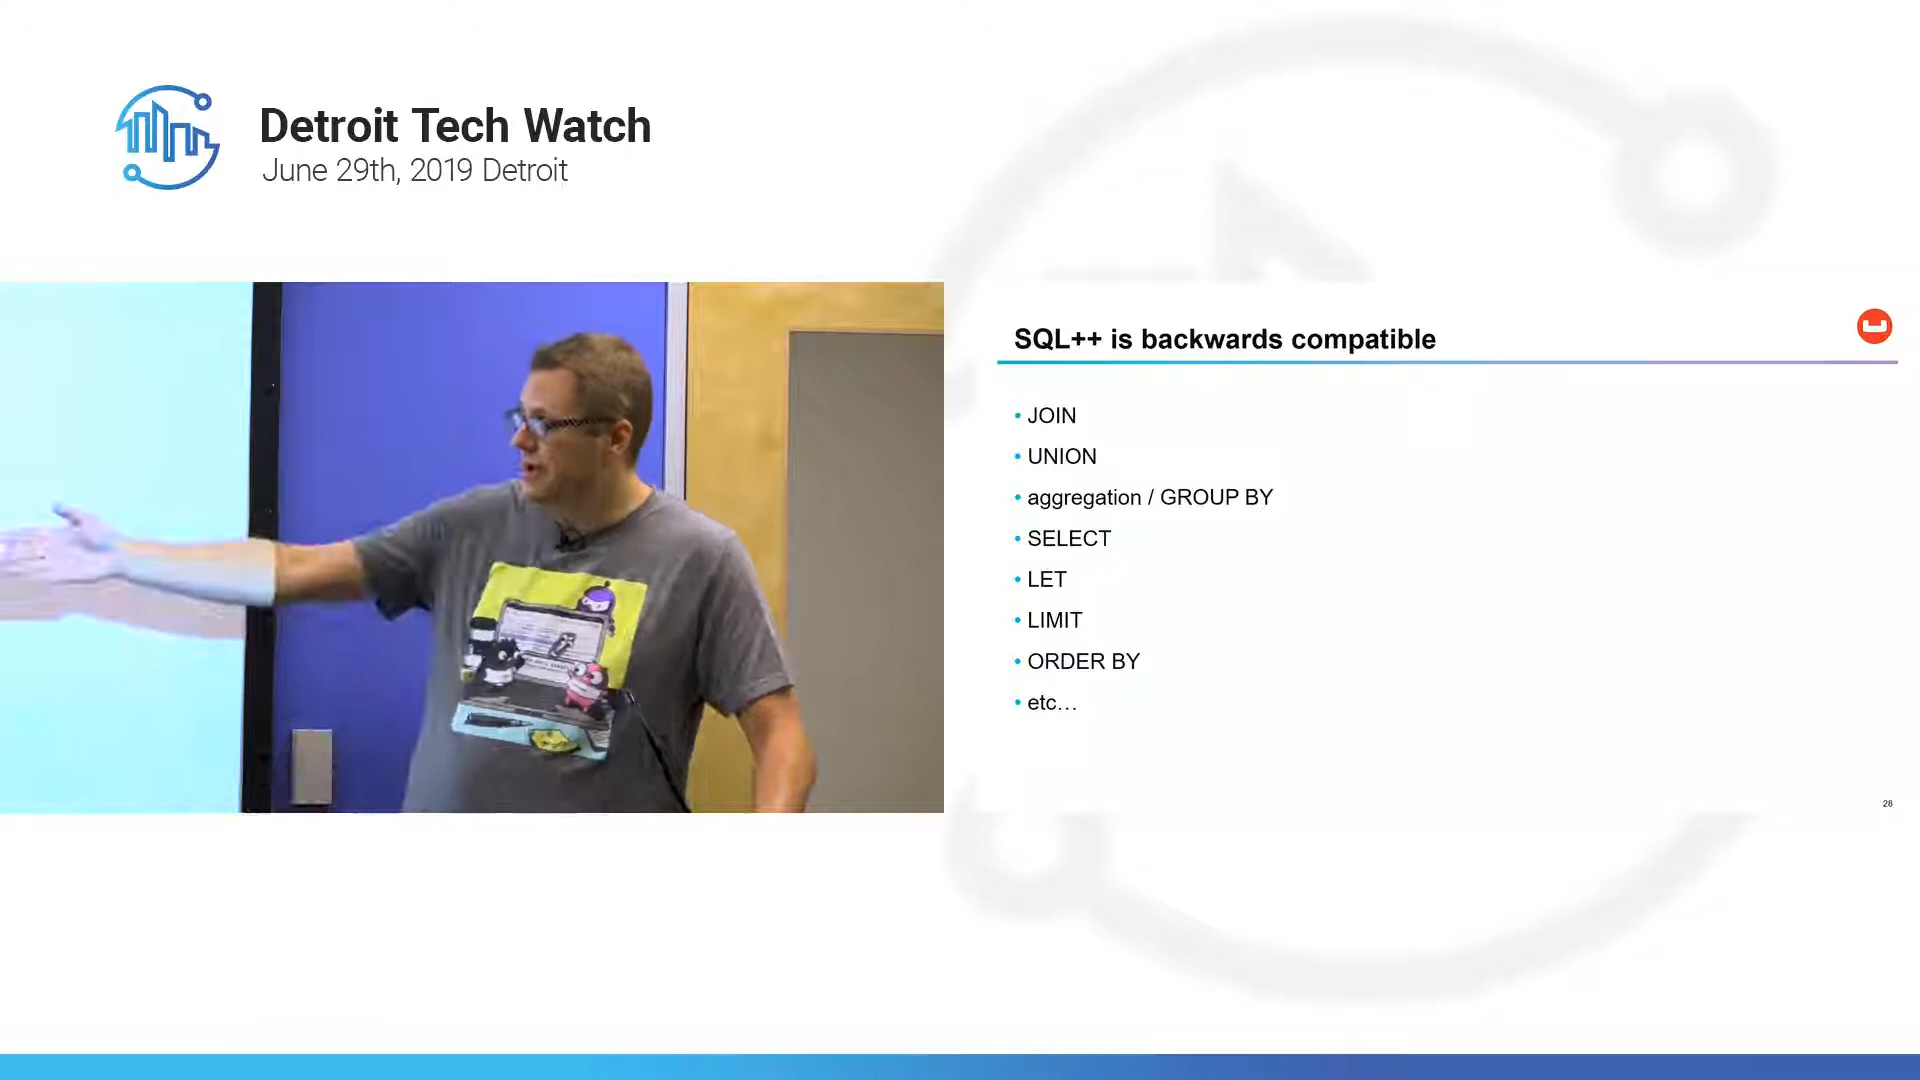 Detroit Tech Watch
June 29th, 2019 Detroit
SQL++ is backwards compatible
• JOIN
• UNION
• aggregation / GROUP BY
• SELECT
• LET
• LIMIT
• ORDER BY
• etc…
28